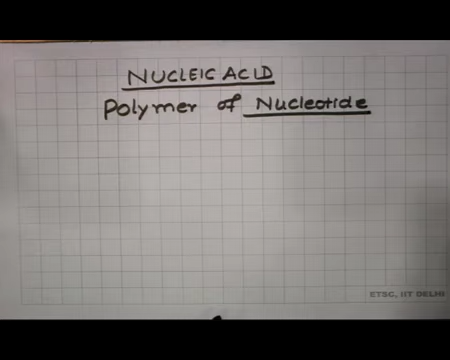 NUCLEIC ACID
Polymer of Nucleotide
ETSC, IIT DELHI